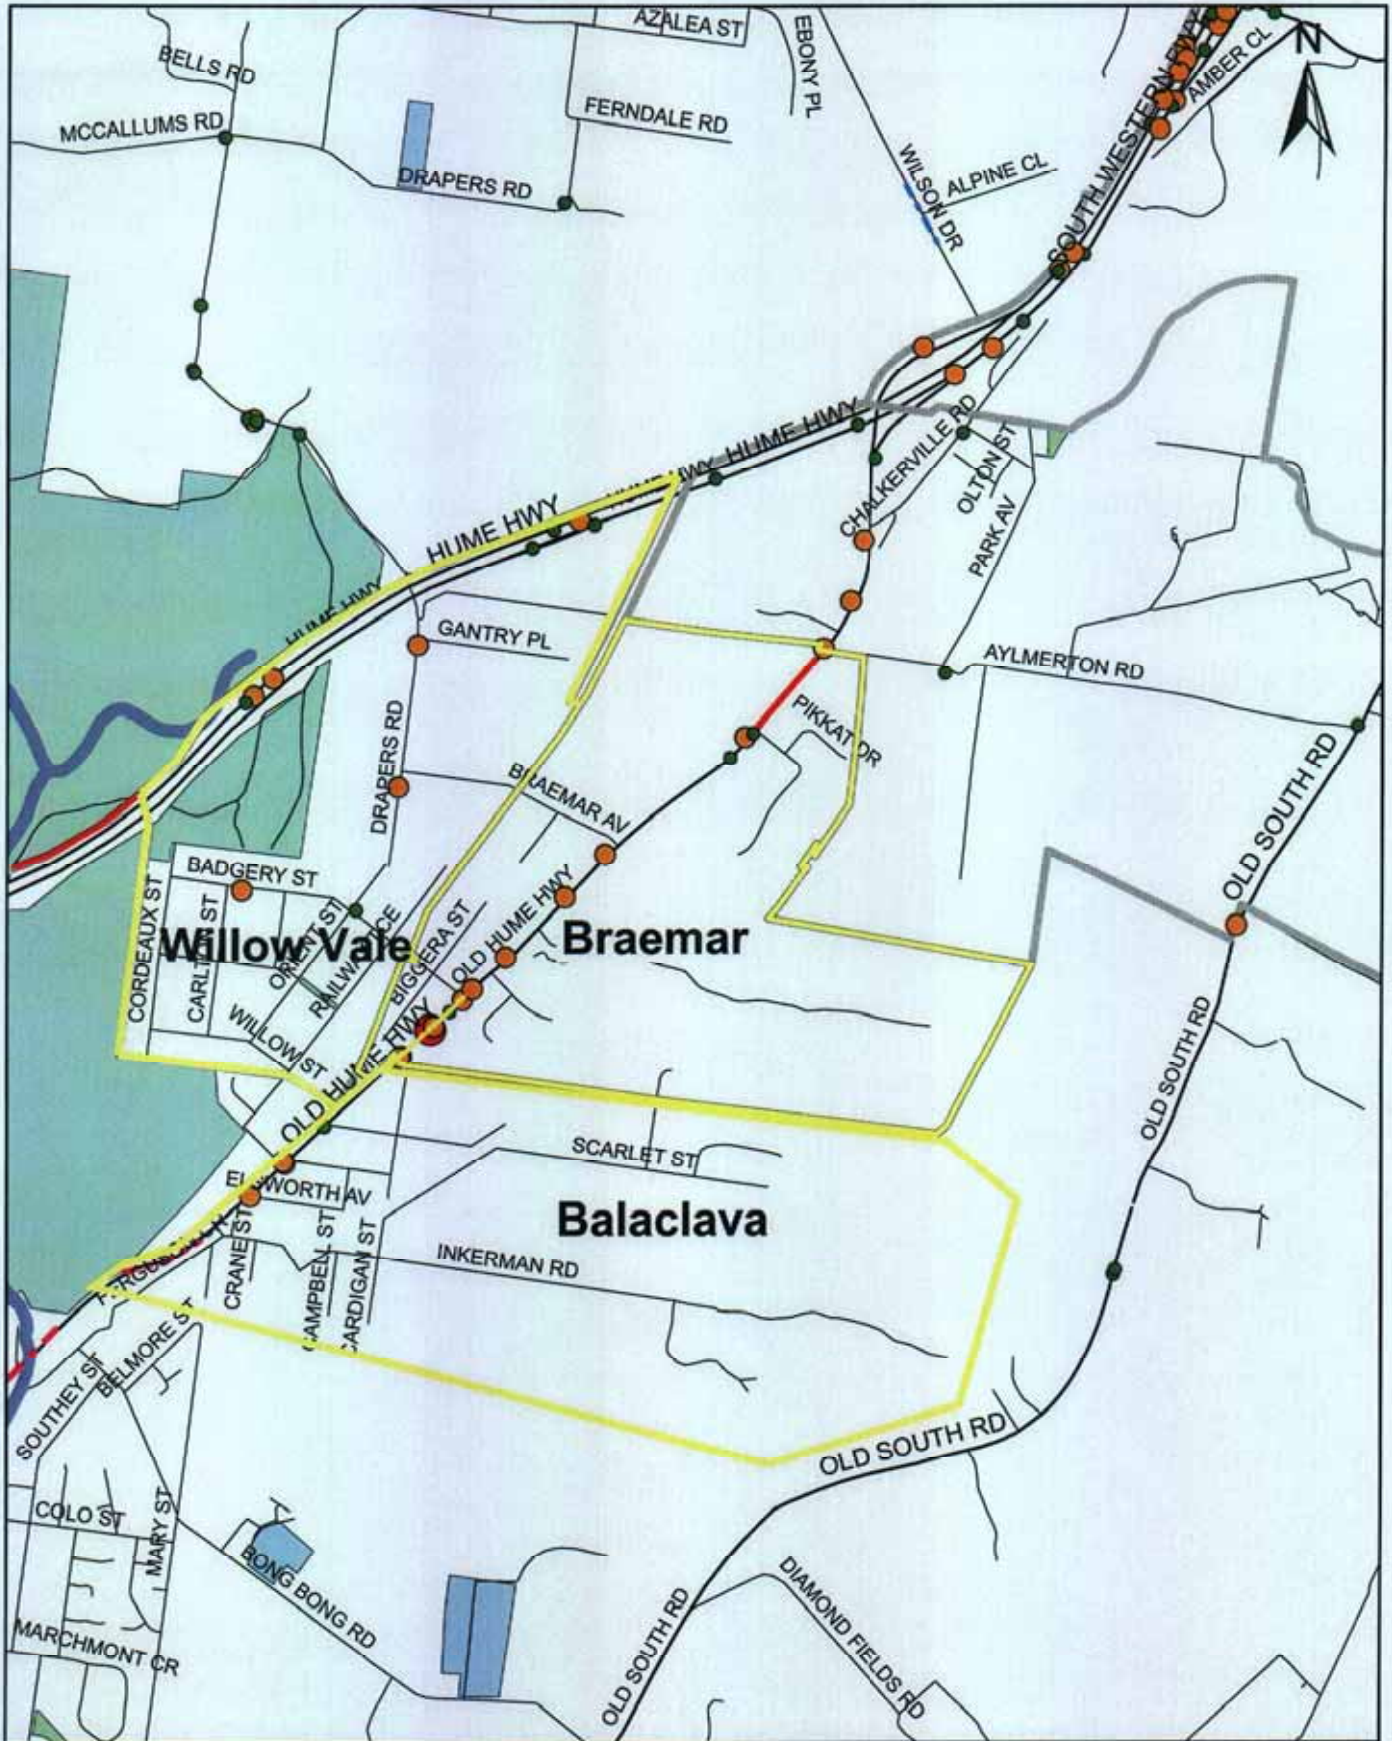 AZALEA ST
EBONY PL
N
BELLS RD
AMBER CL
MCCALLUMS RD
FERNDALE RD
SOUTH WESTERN
DRAPERS RD
WILSON DR
ALPINE CL
HUME HWY
HUME HWY
CHALKERVILLE RD
OLTON ST
HUME HWY
PARK AV
HUME HWY
GANTRY PL
AYLMERTON RD
DRAPERS RD
PIKKAT DR
BRAEMAR AV
OLD SOUTH RD
BADGERY ST
CORDEAUX ST
ORIENT ST
BIGGERA ST
OLD HUME HWY
Willow Vale
Braemar
WILLOW ST
OLD HUME HWY
OLD SOUTH RD
SCARLET ST
Balaclava
CRANE ST
CAMPBELL ST
CARDIGAN ST
INKERMAN RD
BELMORE ST
SOUTHEY ST
OLD SOUTH RD
COLO ST
MARY ST
BONG BONG RD
DIAMOND FIELDS RD
OLD SOUTH RD
MARCHMONT CR